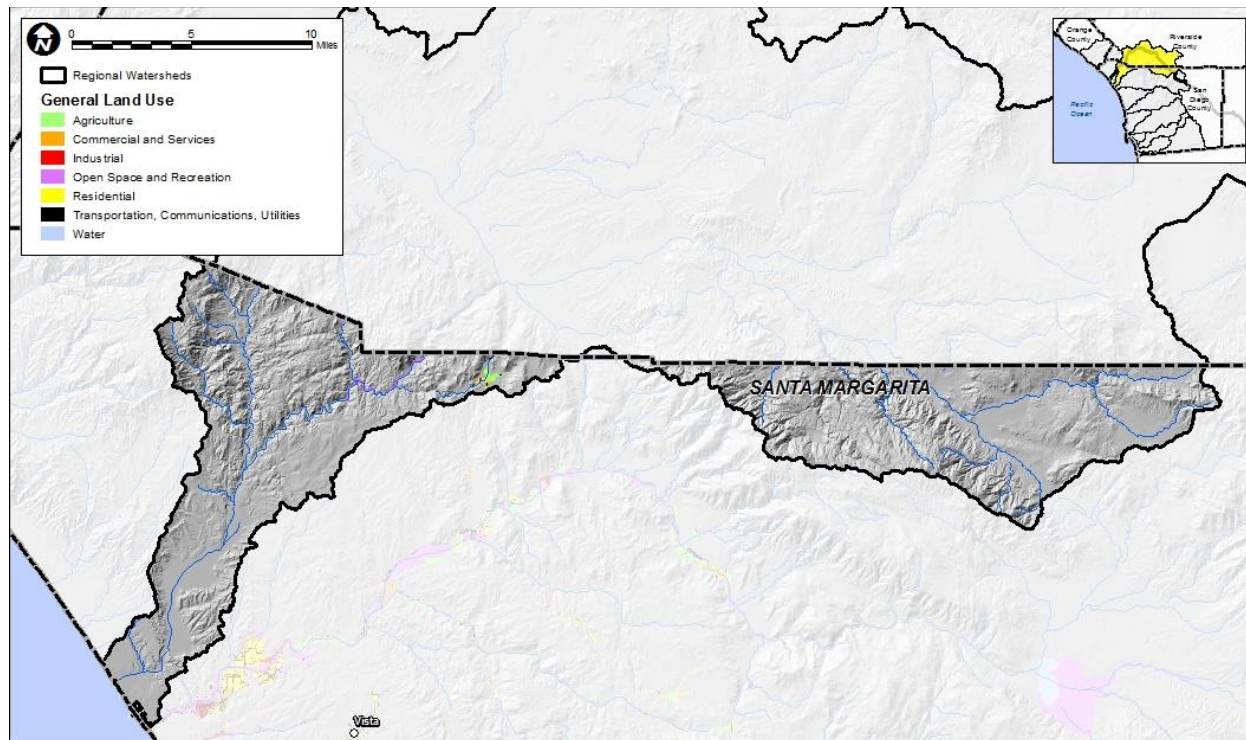 N
0 5 10
Miles
Regional Watersheds
General Land Use
Agriculture
Commercial and Services
Industrial
Open Space and Recreation
Residential
Transportation, Communications, Utilities
Water
Orange
County
Riverside
County
San
Diego
County
Pacific
Ocean
SANTA MARGARITA
Vista